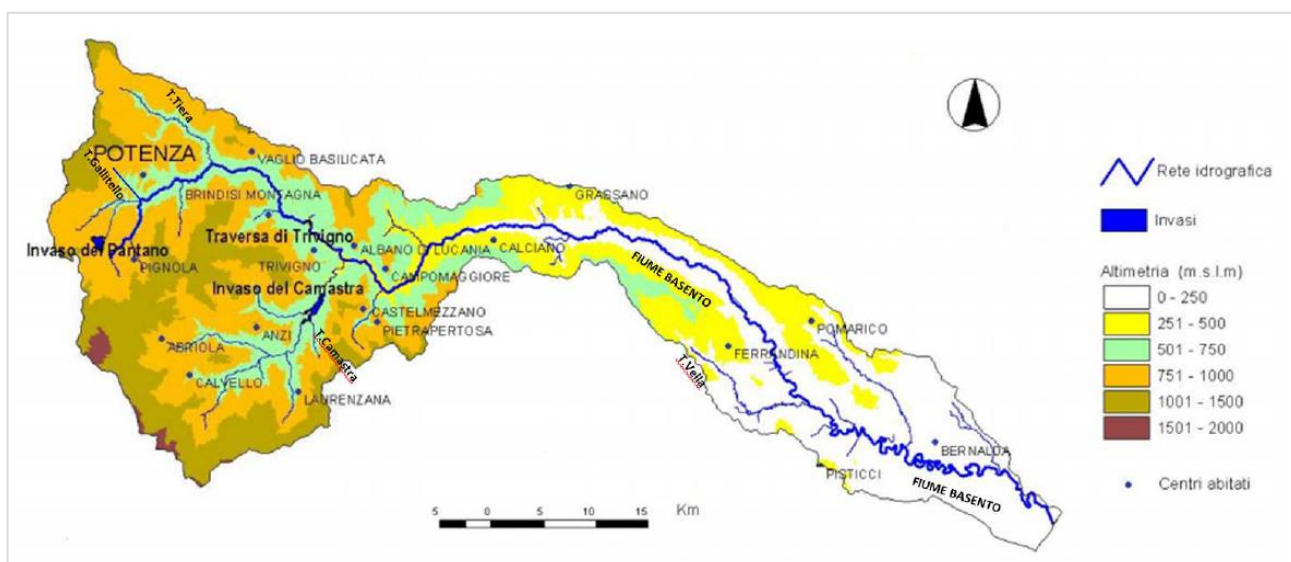 T.Tiera
POTENZA
VAGLIO BASILICATA
T.Gallitello
BRINDISI MONTAGNA
GRASSANO
Traversa di Trivigno
ALBANO DI LUCANIA
CALCIANO
Invaso del Pantano
PIGNOLA
TRIVIGNO
CAMPOMAGGIORE
FIUME BASENTO
Invaso del Camastra
CASTELMEZZANO
PIETRAPERTOSA
ANZI
ABRIOLA
T.Camastra
POMARICO
FERRANDINA
T.Vella
CALVELLO
LAURENZANA
BERNALDA
PISTICCI
FIUME BASENTO
5 0 5 10 15 Km
Rete idrografica
Invasi
Altimetria (m.s.l.m)
0 - 250
251 - 500
501 - 750
751 - 1000
1001 - 1500
1501 - 2000
Centri abitati